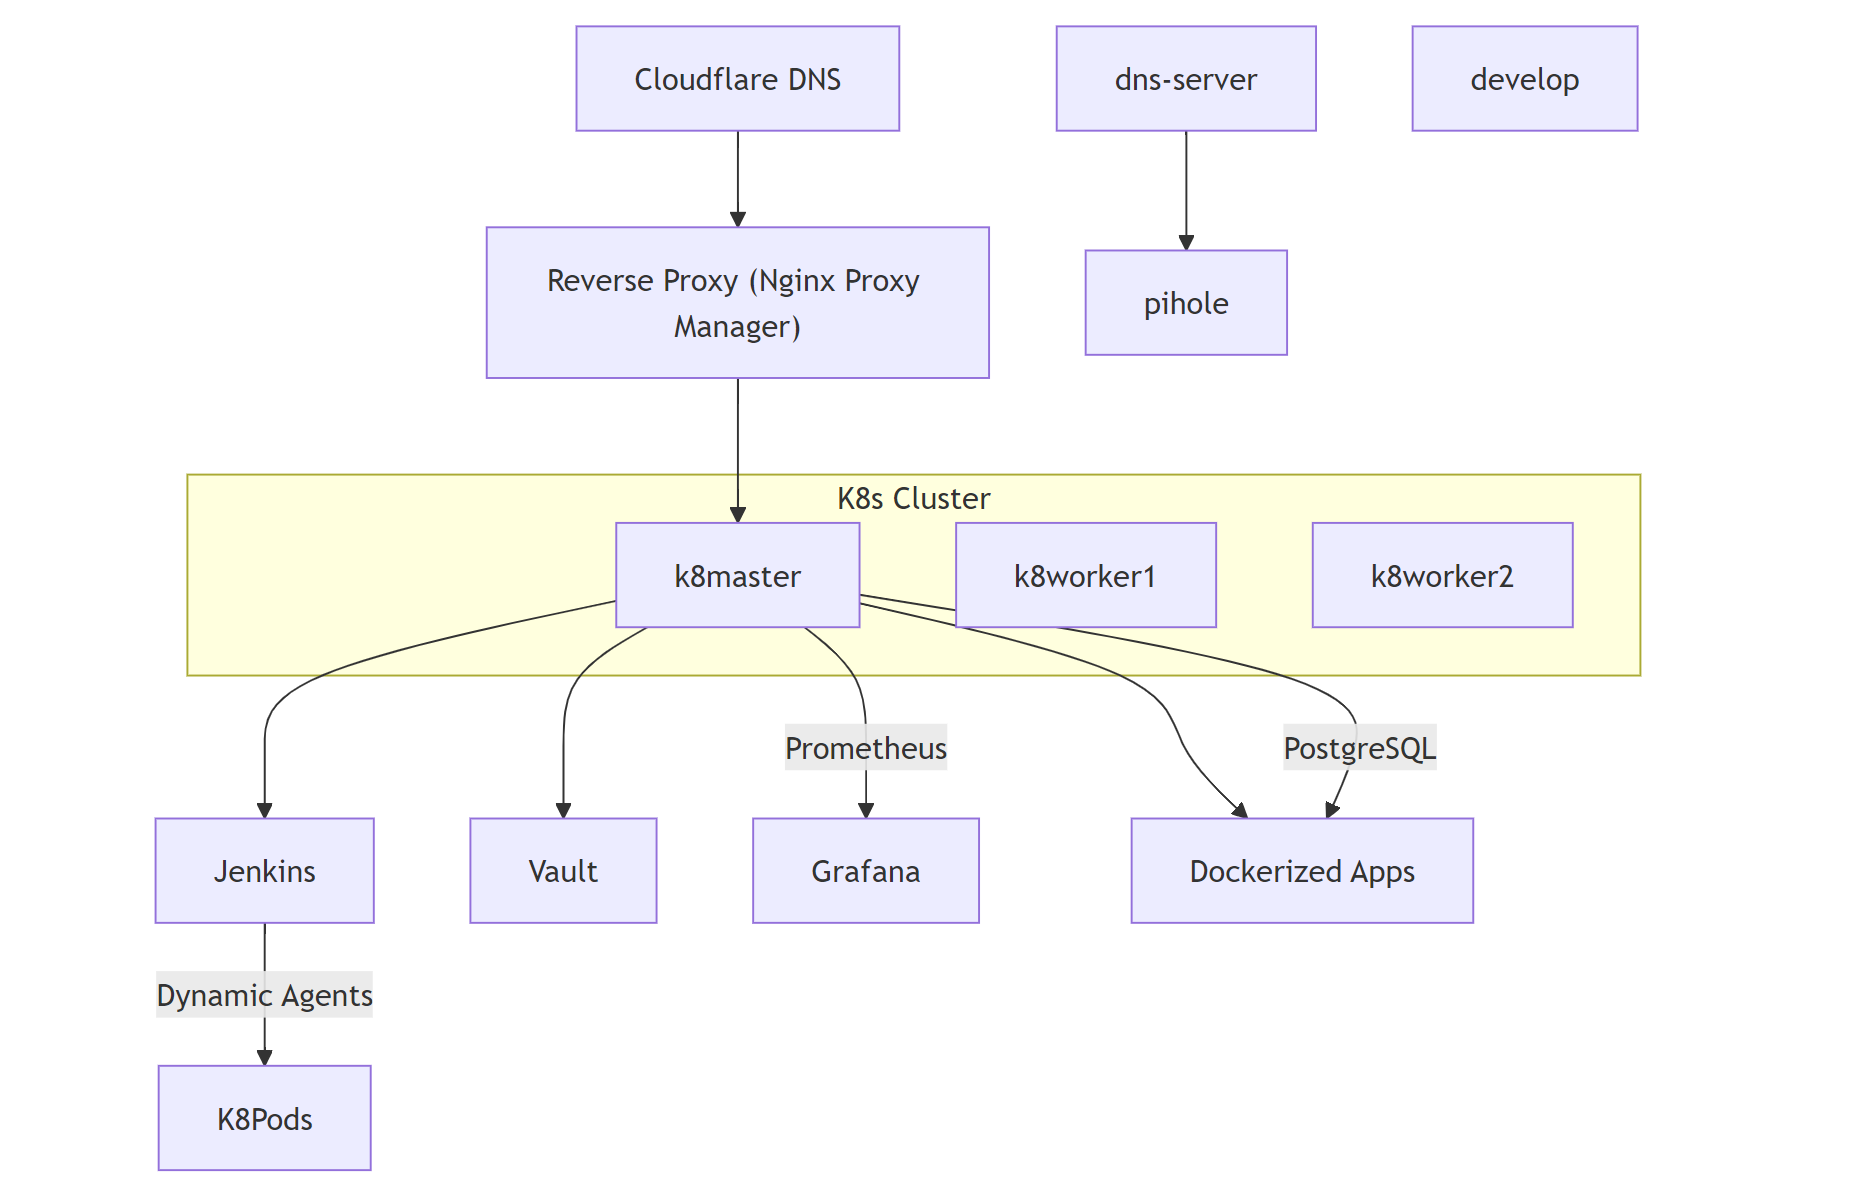 Cloudflare DNS
dns-server
develop
Reverse Proxy (Nginx Proxy
Manager)
pihole
K8s Cluster
k8master
k8worker1
k8worker2
Prometheus
PostgreSQL
Jenkins
Vault
Grafana
Dockerized Apps
Dynamic Agents
K8Pods